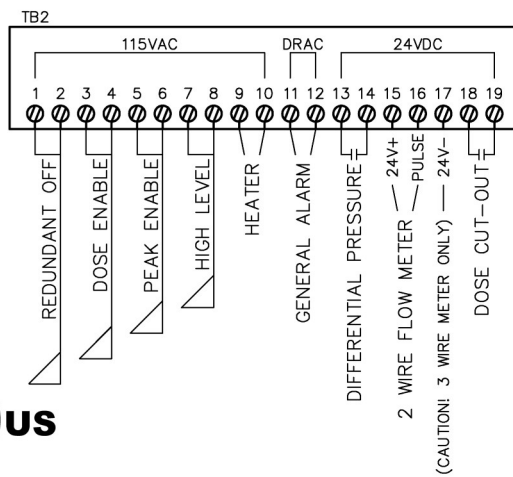 TB2
115VAC
DRAC
24VDC
1 2 3 4 5 6 7 8 9 10 11 12 13 14 15 16 17 18 19
REDUNDANT OFF
DOSE ENABLE
PEAK ENABLE
HIGH LEVEL
HEATER
GENERAL ALARM
DIFFERENTIAL PRESSURE
24V+
PULSE
2 WIRE FLOW METER
24V-
(CAUTION! 3 WIRE METER ONLY)
DOSE CUT-OUT
us